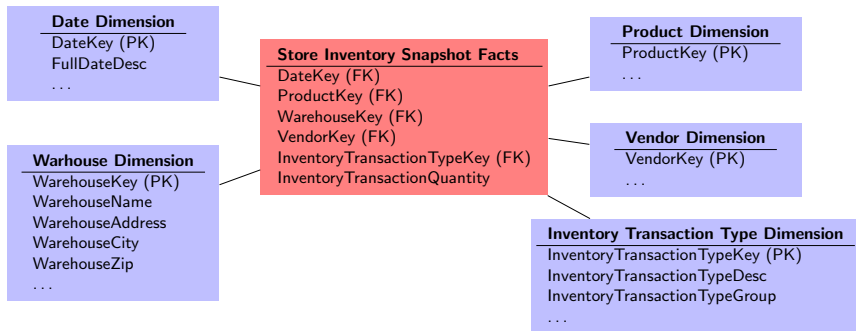 Date Dimension
DateKey (PK)
FullDateDesc
...
Warhouse Dimension
WarehouseKey (PK)
WarehouseName
WarehouseAddress
WarehouseCity
WarehouseZip
...
Store Inventory Snapshot Facts
DateKey (FK)
ProductKey (FK)
WarehouseKey (FK)
VendorKey (FK)
InventoryTransactionTypeKey (FK)
InventoryTransactionQuantity
Product Dimension
ProductKey (PK)
...
Vendor Dimension
VendorKey (PK)
...
Inventory Transaction Type Dimension
InventoryTransactionTypeKey (PK)
InventoryTransactionTypeDesc
InventoryTransactionTypeGroup
...